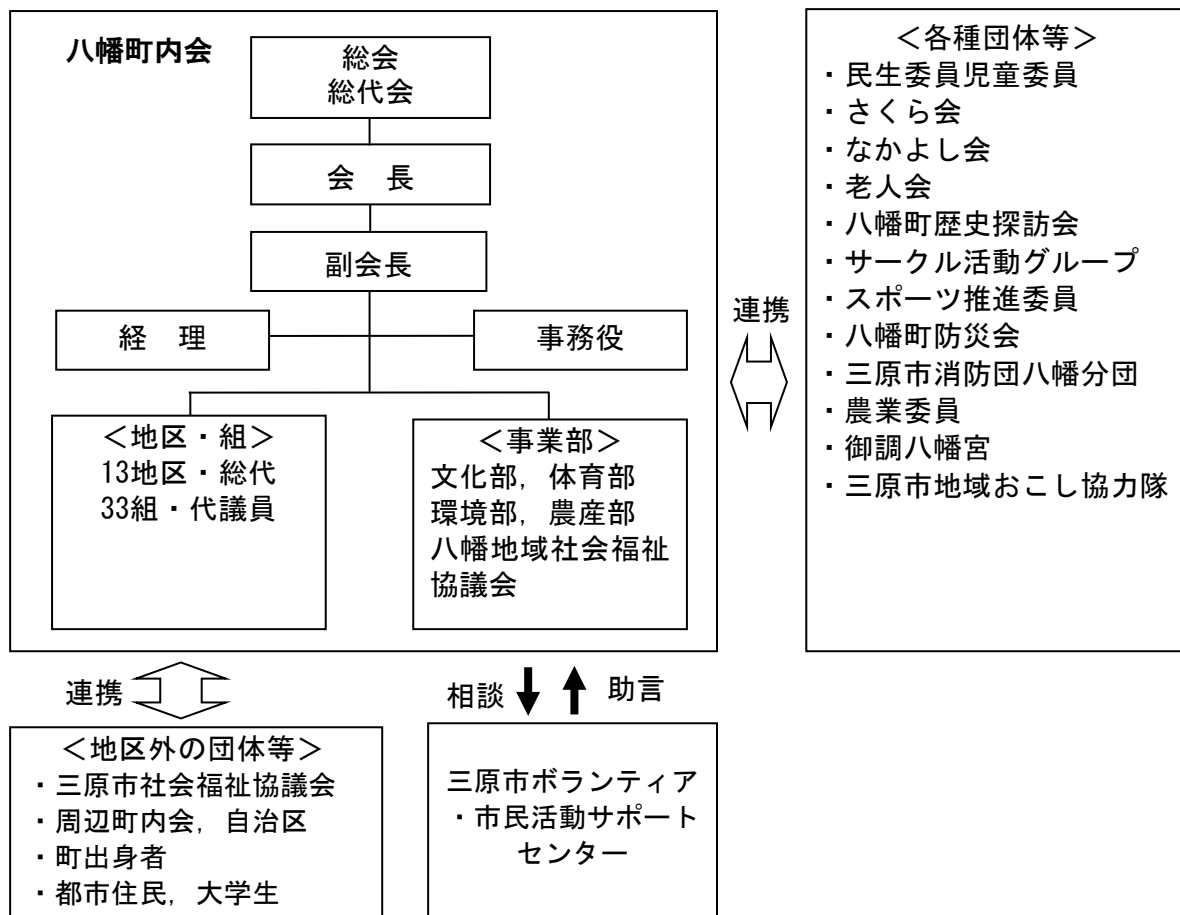 八幡町内会
総会
総代会
会　長
副会長
経　理
事務役
＜地区・組＞
13地区・総代
33組・代議員
＜事業部＞
文化部，体育部
環境部，農産部
八幡地域社会福祉
協議会
連携
＜各種団体等＞
・民生委員児童委員
・さくら会
・なかよし会
・老人会
・八幡町歴史探訪会
・サークル活動グループ
・スポーツ推進委員
・八幡町防災会
・三原市消防団八幡分団
・農業委員
・御調八幡宮
・三原市地域おこし協力隊
連携
相談
助言
＜地区外の団体等＞
・三原市社会福祉協議会
・周辺町内会，自治区
・町出身者
・都市住民，大学生
三原市ボランティア
・市民活動サポート
センター